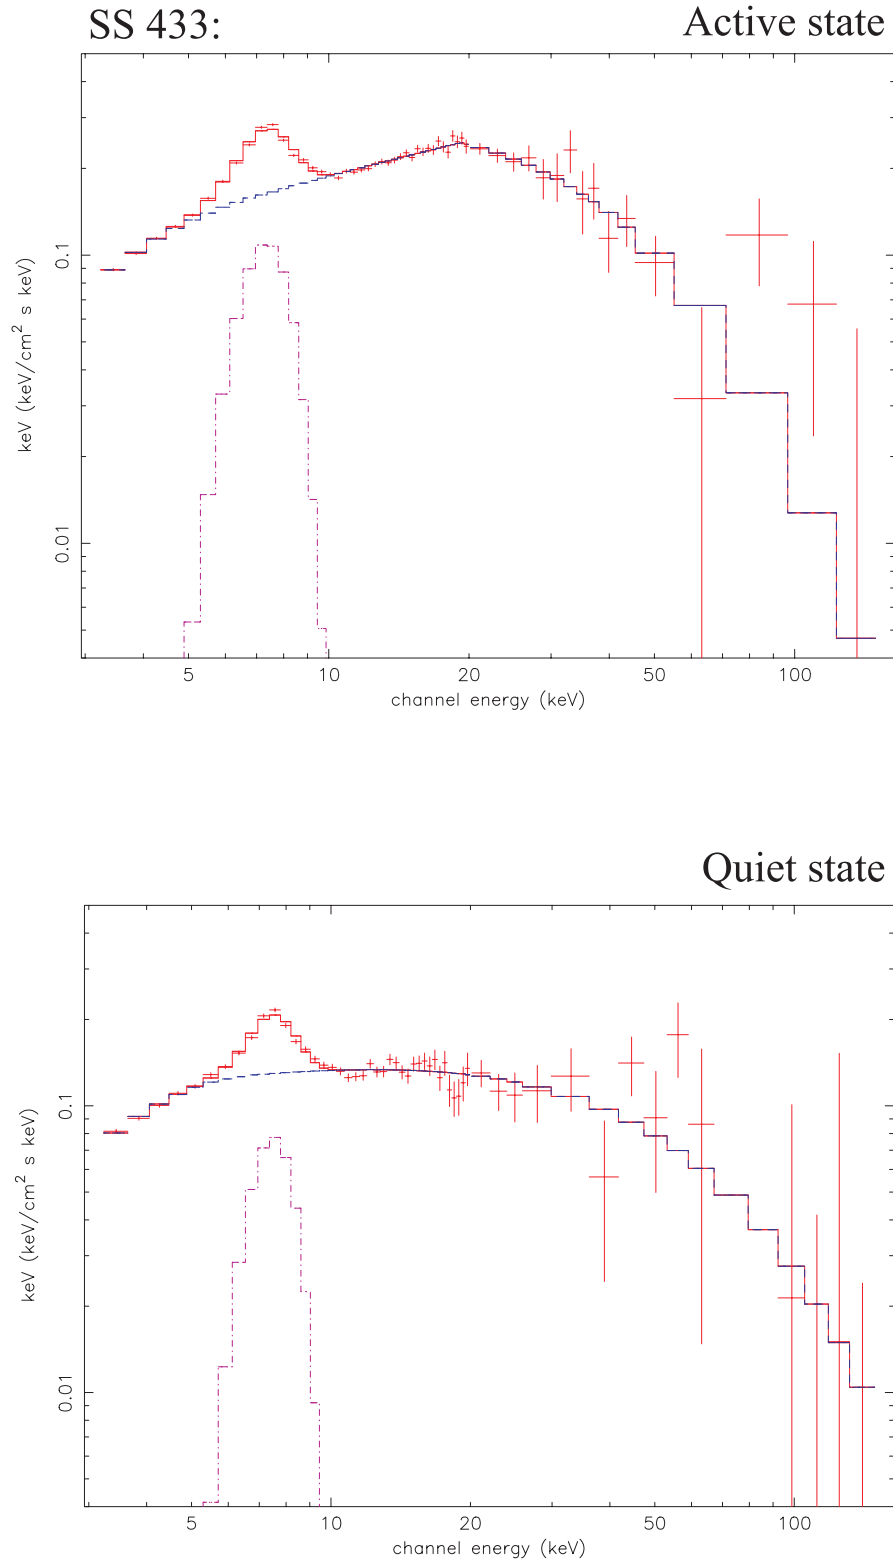 SS 433:
Active state
keV (keV/cm² s keV)
0.1
0.01
5 10 20 50 100
channel energy (keV)
Quiet state
keV (keV/cm² s keV)
0.1
0.01
5 10 20 50 100
channel energy (keV)